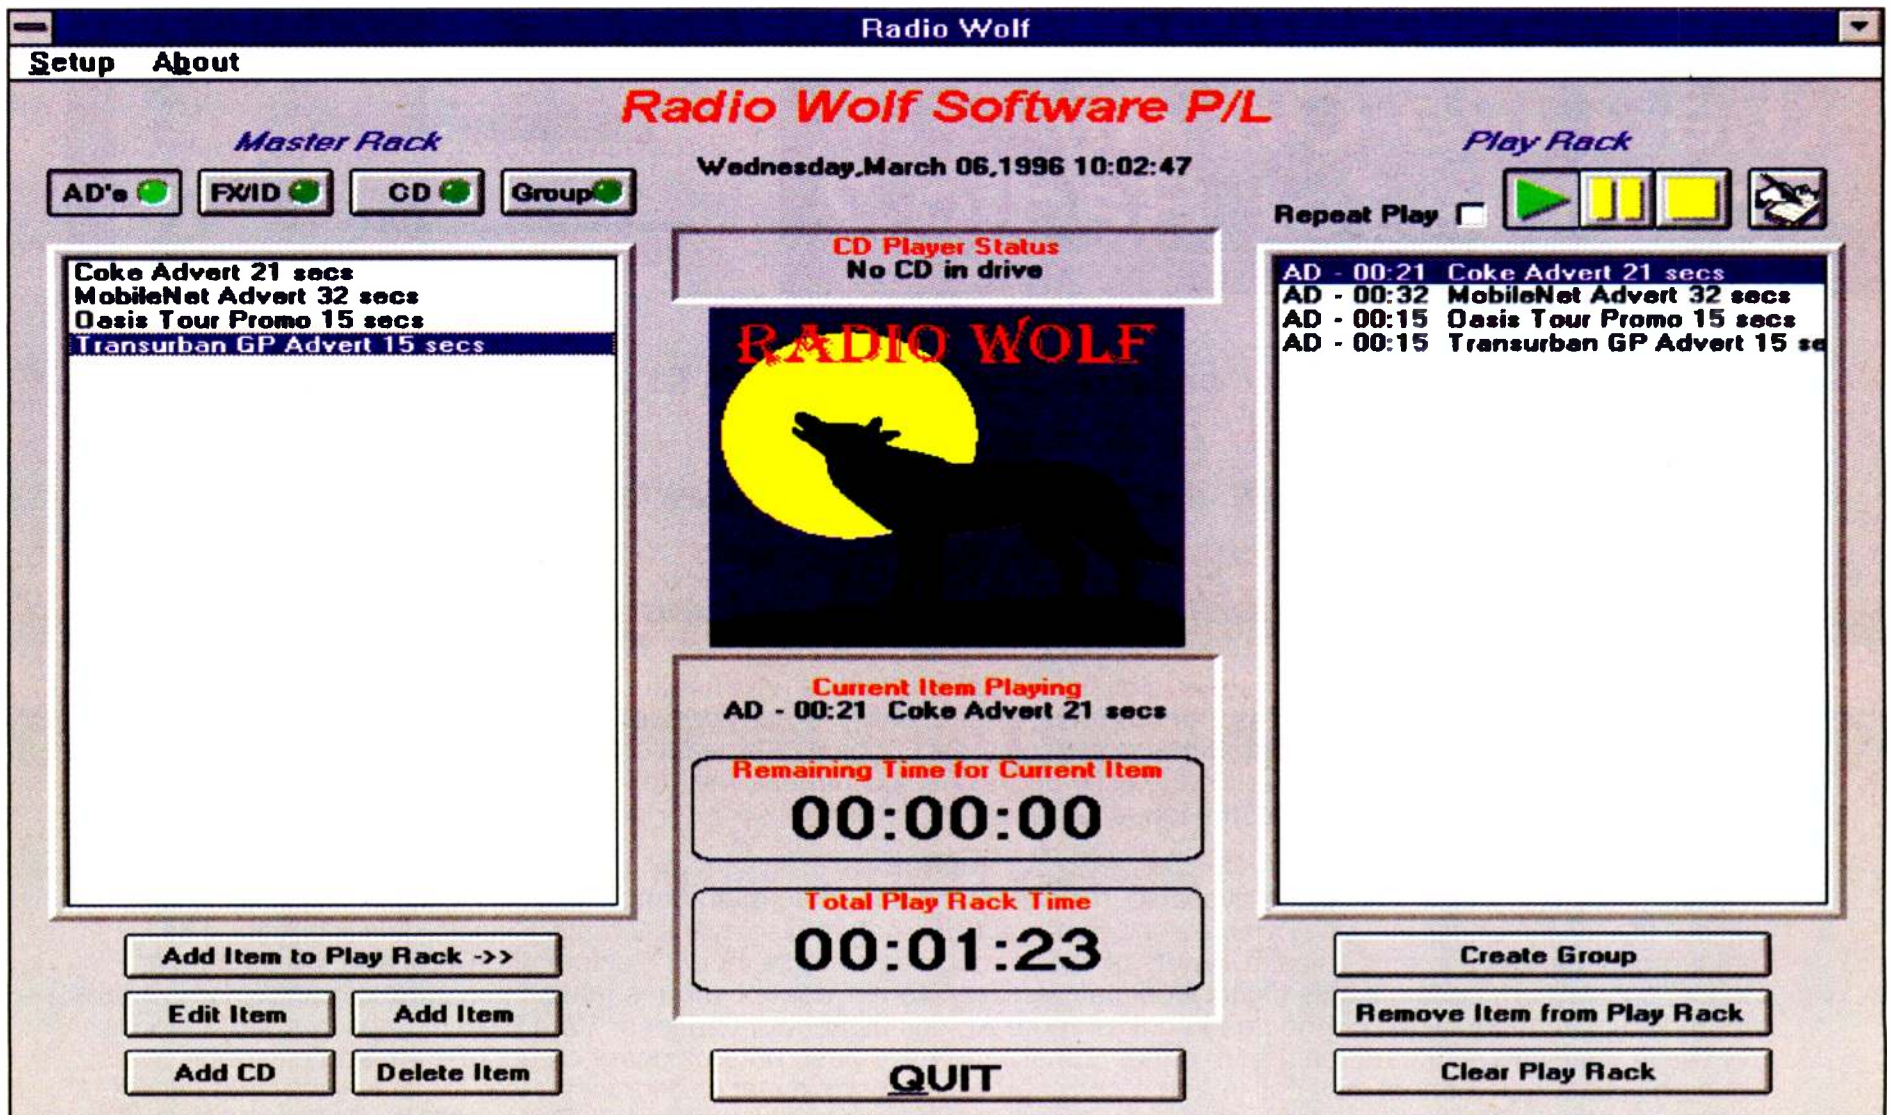 Radio Wolf
Setup About
Radio Wolf Software P/L
Master Rack
AD's FX/ID CD Group
Coke Advert 21 secs
MobileNet Advert 32 secs
Oasis Tour Promo 15 secs
Transurban GP Advert 15 secs
Add Item to Play Rack ->>
Edit Item Add Item
Add CD Delete Item
Wednesday,March 06,1996 10:02:47
CD Player Status
No CD in drive
RADIO WOLF
Current Item Playing
AD - 00:21 Coke Advert 21 secs
Remaining Time for Current Item
00:00:00
Total Play Rack Time
00:01:23
QUIT
Play Rack
Repeat Play
AD - 00:21 Coke Advert 21 secs
AD - 00:32 MobileNet Advert 32 secs
AD - 00:15 Oasis Tour Promo 15 secs
AD - 00:15 Transurban GP Advert 15 se
Create Group
Remove Item from Play Rack
Clear Play Rack